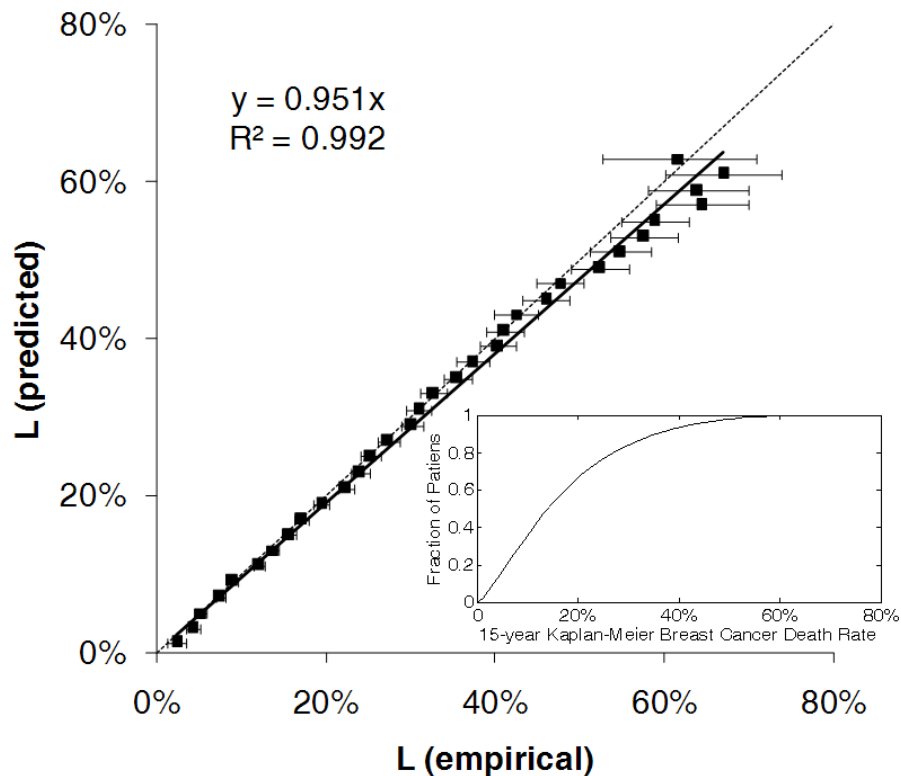 80%
y = 0.951x
R² = 0.992
60%
L (predicted)
40%
20%
0%
1
0.8
0.6
0.4
0.2
0
Fraction of Patiens
0 20% 40% 60% 80%
15-year Kaplan-Meier Breast Cancer Death Rate
0% 20% 40% 60% 80%
L (empirical)